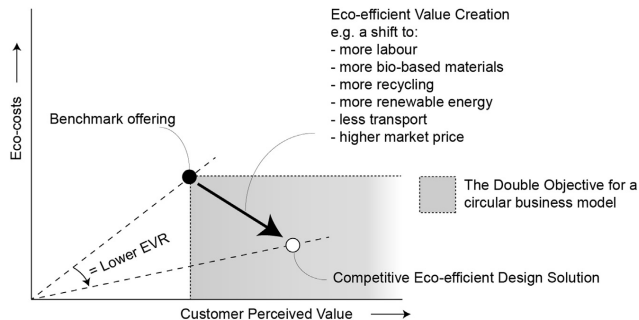 Eco-efficient Value Creation
e.g. a shift to:
- more labour
- more bio-based materials
- more recycling
- more renewable energy
- less transport
- higher market price
Eco-costs
Benchmark offering
The Double Objective for a
circular business model
= Lower EVR
Competitive Eco-efficient Design Solution
Customer Perceived Value